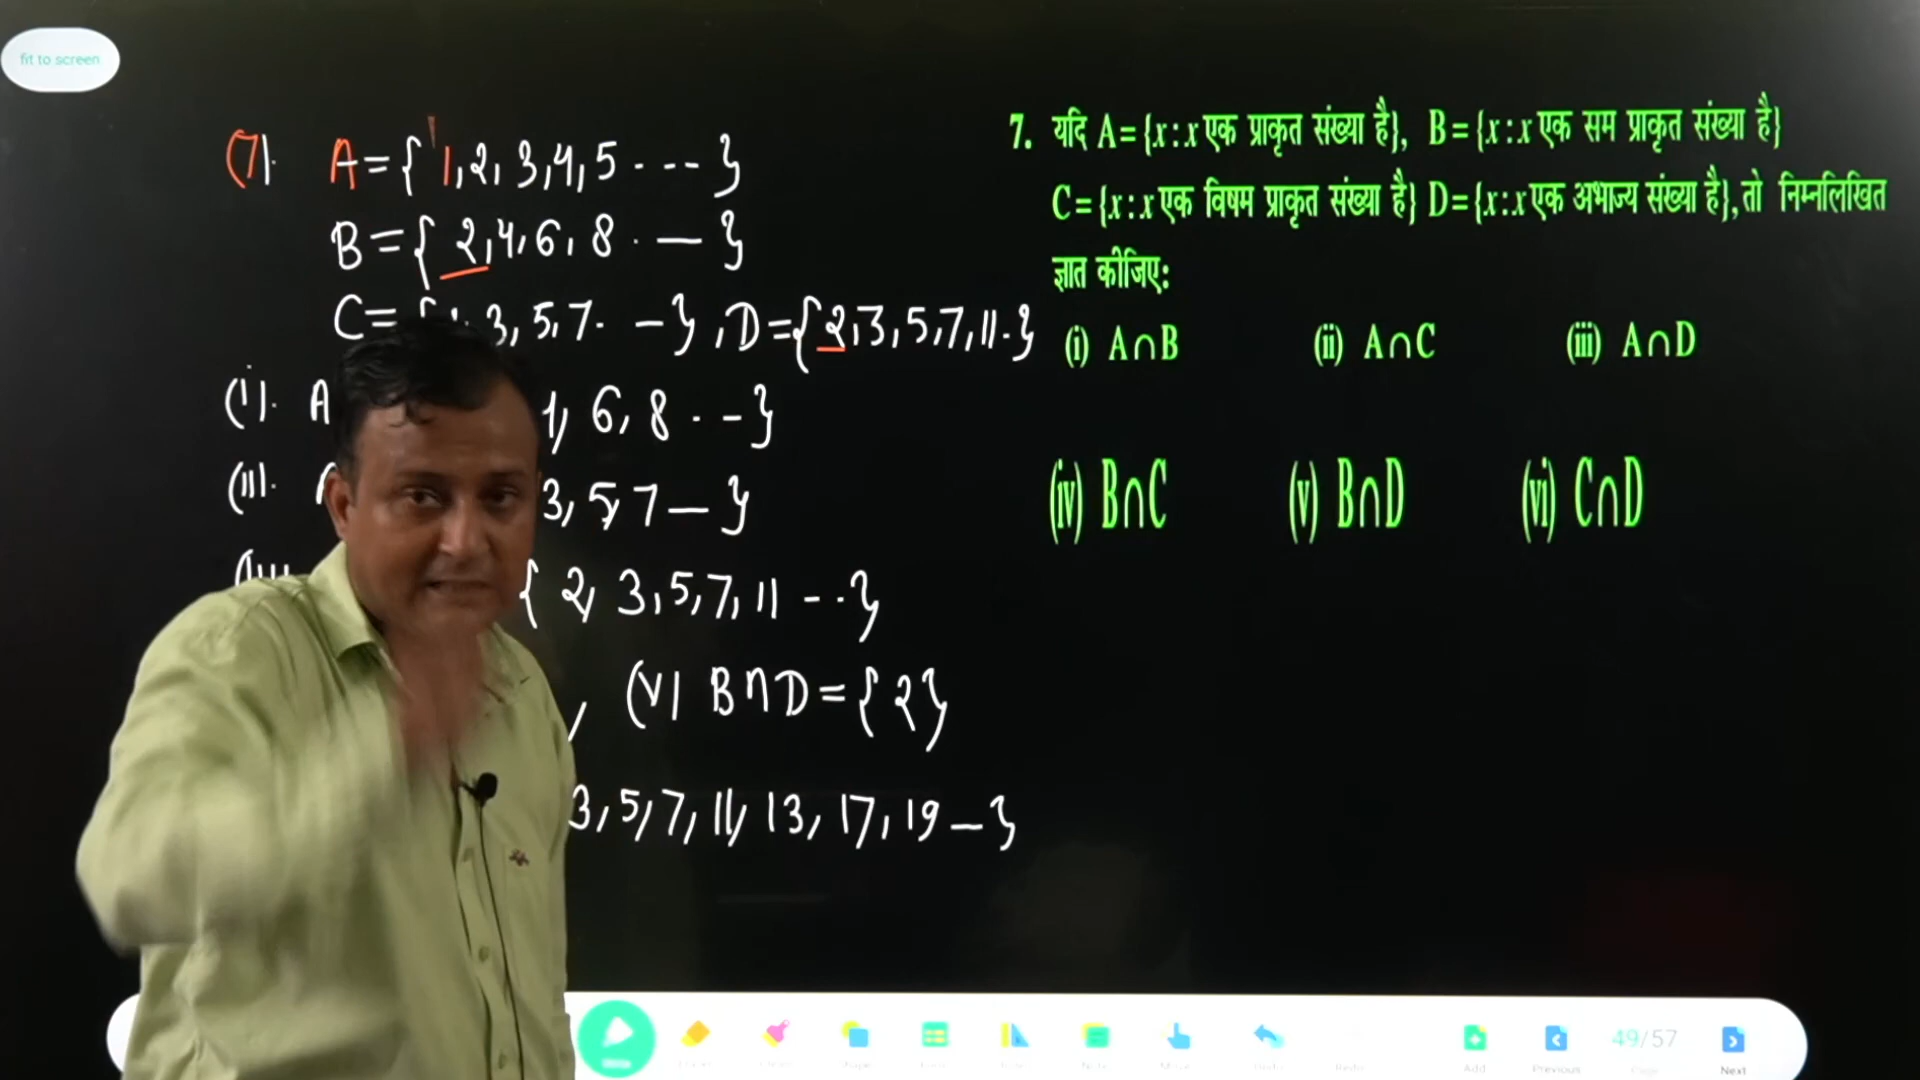 fit to screen
(7). A={1,2,3,4,5 - - - -}
B={2,4,6,8 . —}
C={ 3,5,7. —}, D={2,3,5,7,11 .}
(i). A 6, 8 . . -}
(ii). 3, 5, 7 —}
{2, 3,5,7,11 - - .}
, (v) B∩D={2}
3, 5, 7, 11, 13, 17, 19 —}
7. यदि A={x : x एक प्राकृत संख्या है}, B={x : x एक सम प्राकृत संख्या है}
C={x : x एक विषम प्राकृत संख्या है} D={x : x एक अभाज्य संख्या है}, तो निम्नलिखित
ज्ञात कीजिए:
(i) A∩B (ii) A∩C (iii) A∩D
(iv) B∩C (v) B∩D (vi) C∩D
Add Previous 49/57 Next